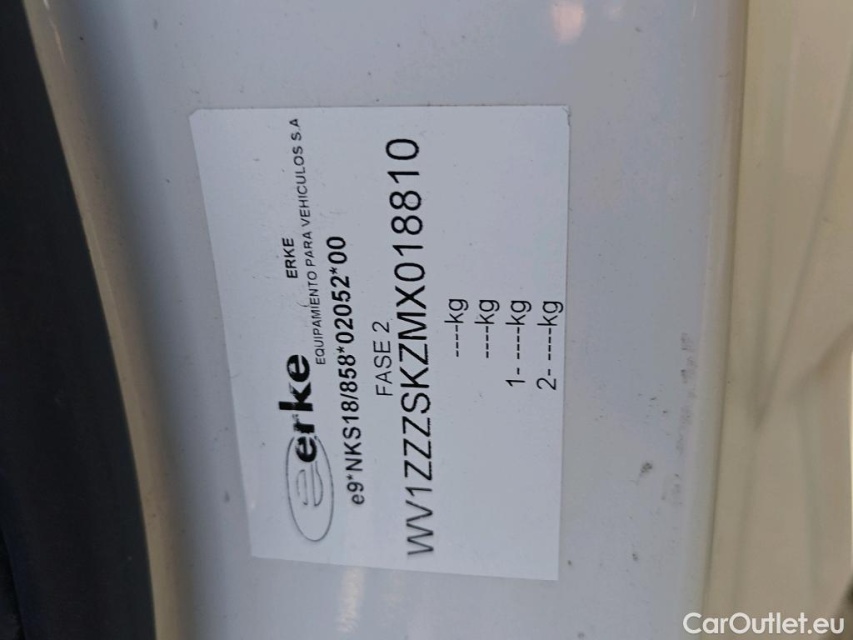 erke
ERKE
EQUIPAMIENTO PARA VEHICULOS S.A
e9*NKS18/858*02052*00
FASE 2
WV1ZZZSKZMX018810
----kg
----kg
1- ----kg
2- ----kg
CarOutlet.eu